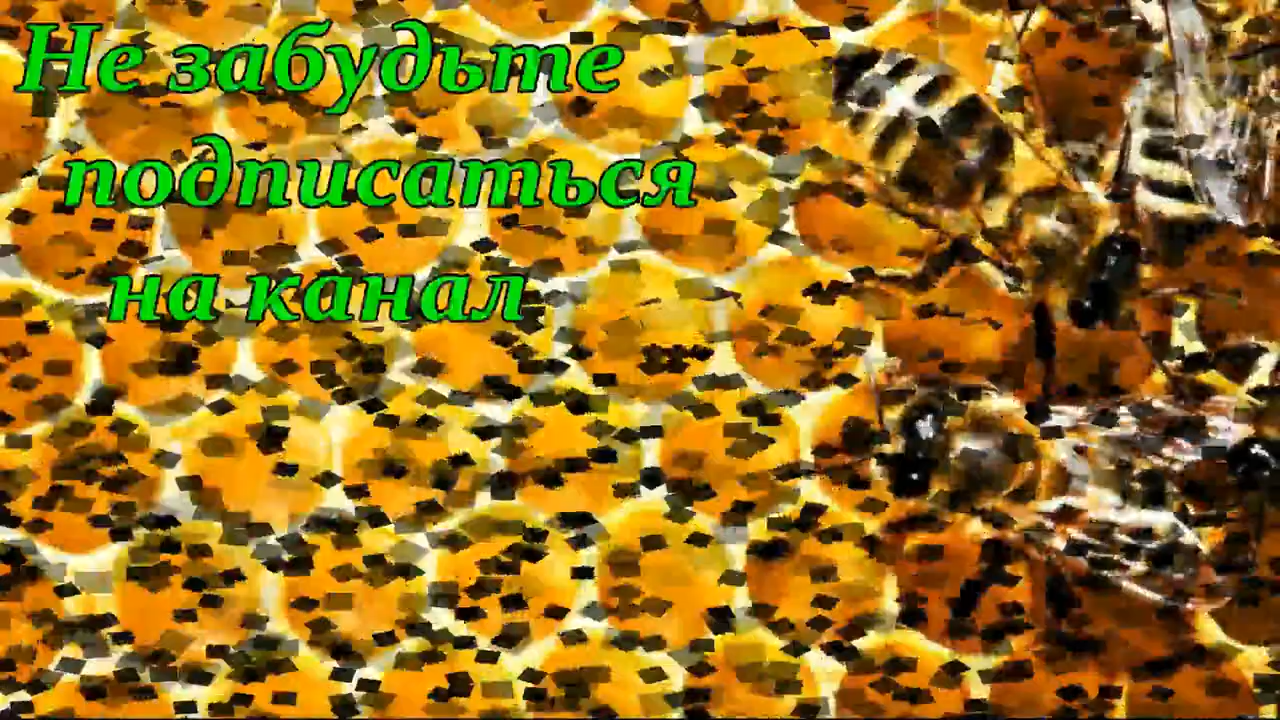 Не забудьте
подписаться
на канал